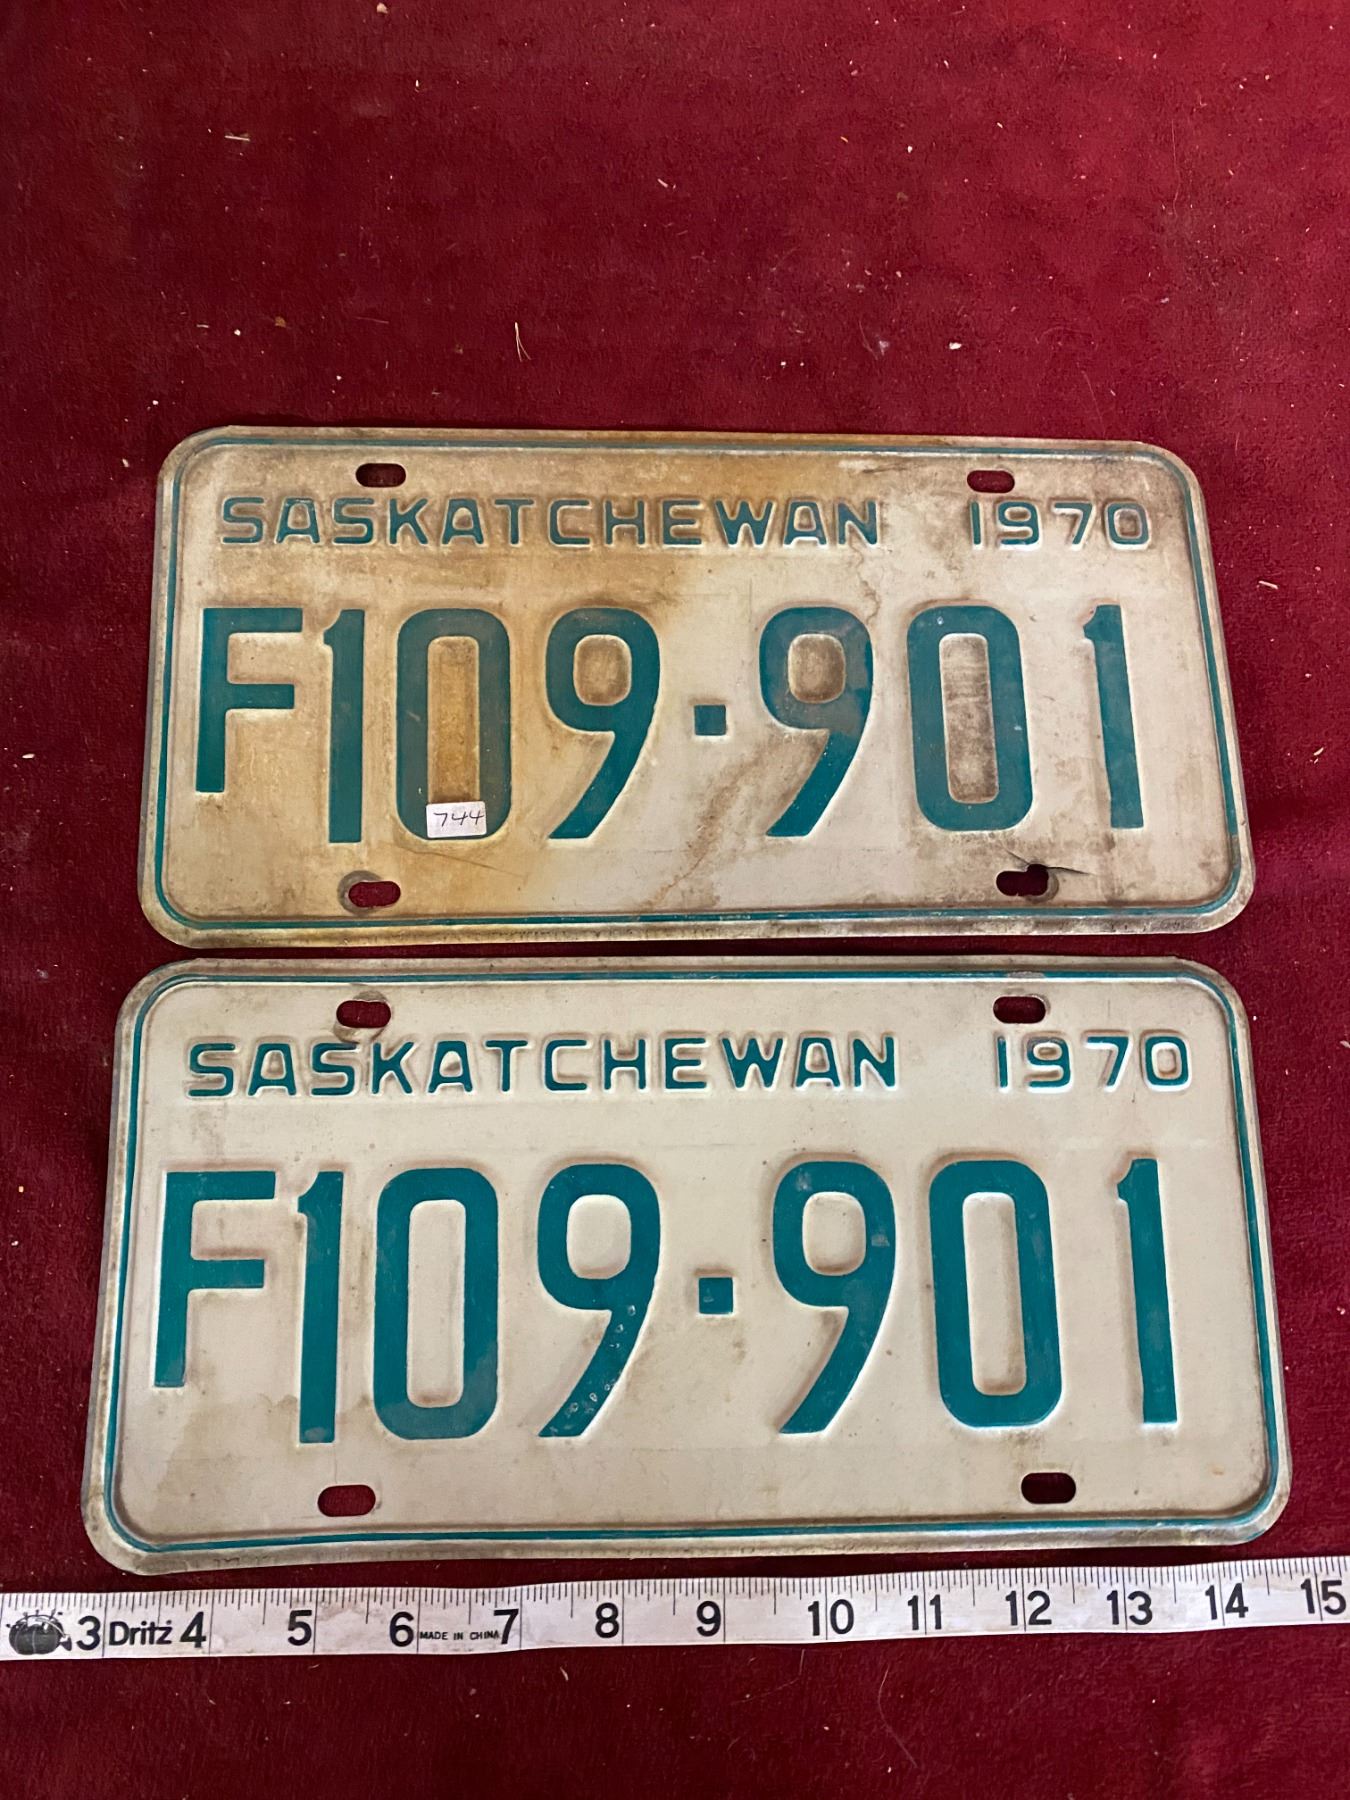 SASKATCHEWAN 1970
F109·901
744
SASKATCHEWAN 1970
F109·901
3 Dritz 4 5 6 MADE IN CHINA 7 8 9 10 11 12 13 14 15